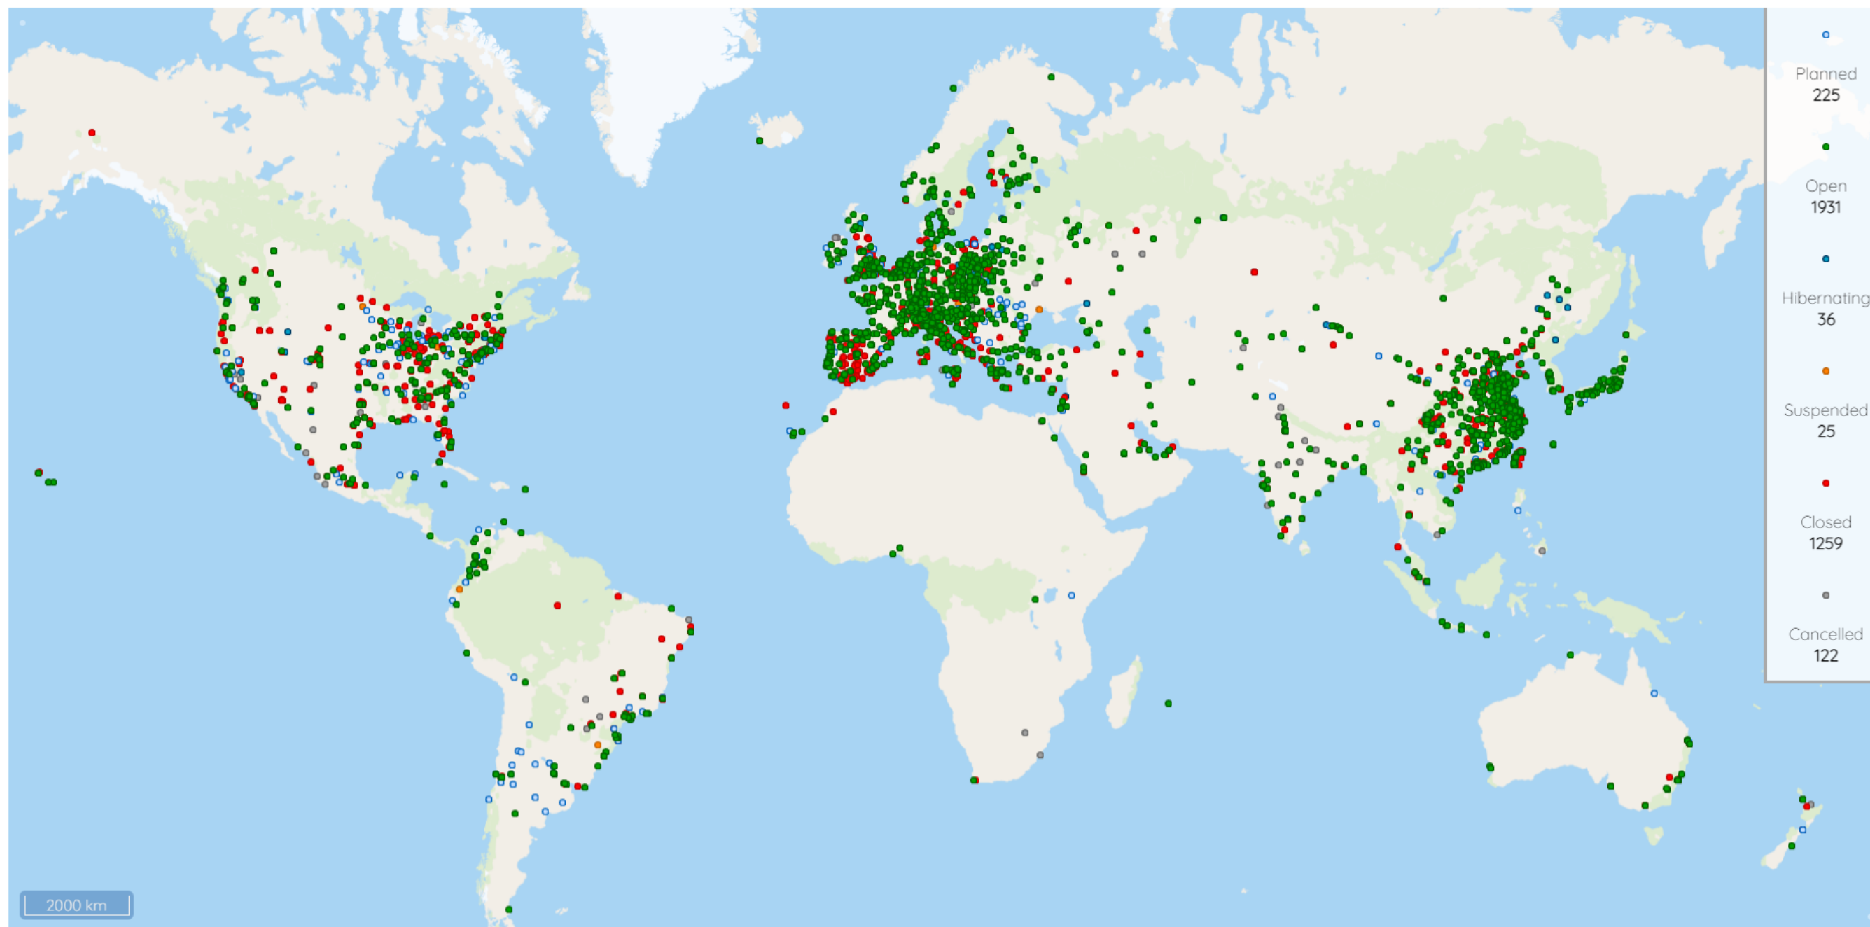 Planned
225
Open
1931
Hibernating
36
Suspended
25
Closed
1259
Cancelled
122
2000 km